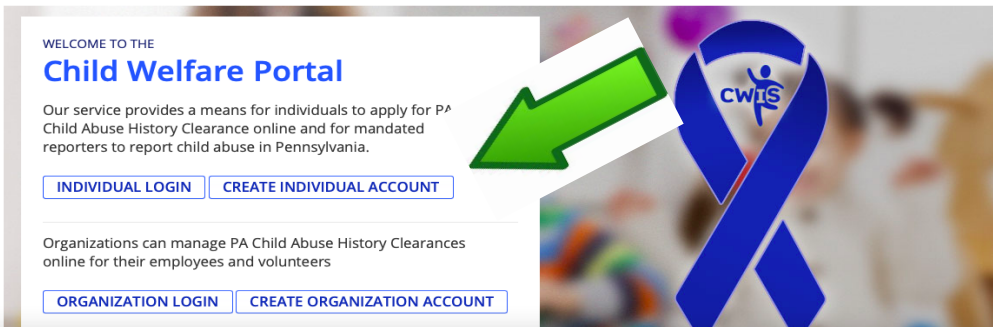 WELCOME TO THE
Child Welfare Portal
Our service provides a means for individuals to apply for PA
Child Abuse History Clearance online and for mandated
reporters to report child abuse in Pennsylvania.
INDIVIDUAL LOGIN CREATE INDIVIDUAL ACCOUNT
Organizations can manage PA Child Abuse History Clearances
online for their employees and volunteers
ORGANIZATION LOGIN CREATE ORGANIZATION ACCOUNT
CWIS